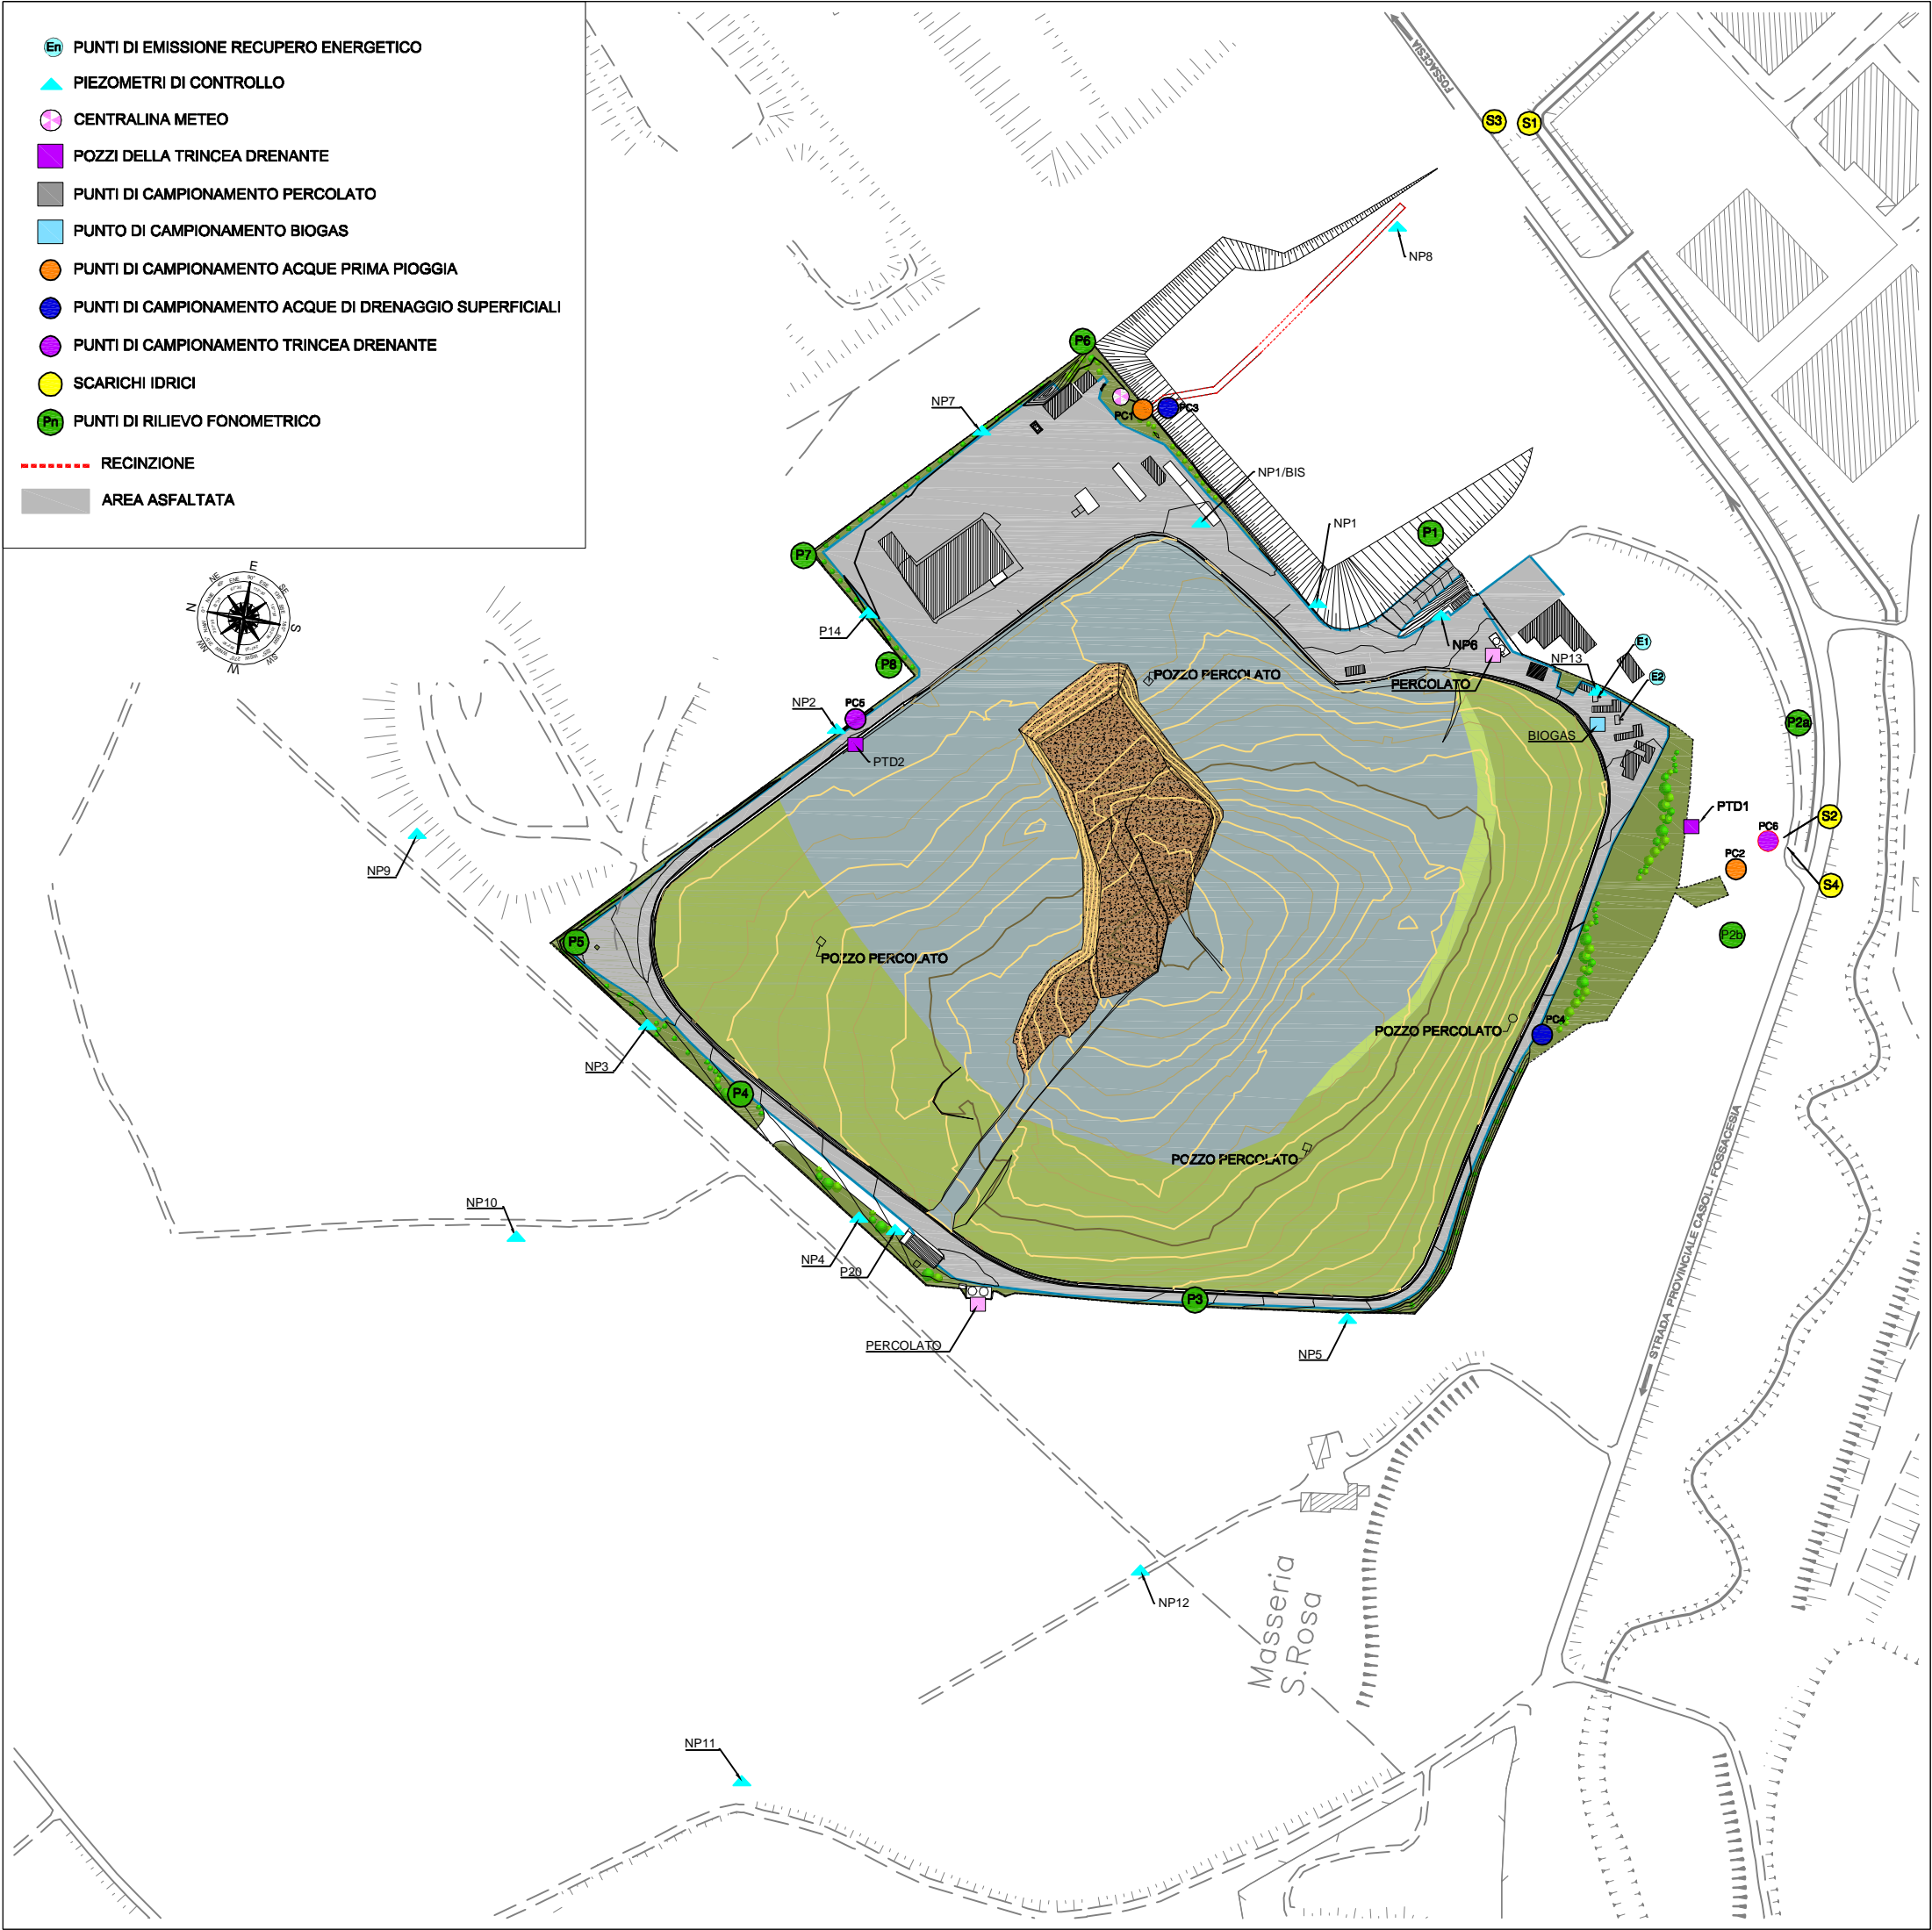 En PUNTI DI EMISSIONE RECUPERO ENERGETICO
PIEZOMETRI DI CONTROLLO
CENTRALINA METEO
POZZI DELLA TRINCEA DRENANTE
PUNTI DI CAMPIONAMENTO PERCOLATO
PUNTO DI CAMPIONAMENTO BIOGAS
PUNTI DI CAMPIONAMENTO ACQUE PRIMA PIOGGIA
PUNTI DI CAMPIONAMENTO ACQUE DI DRENAGGIO SUPERFICIALI
PUNTI DI CAMPIONAMENTO TRINCEA DRENANTE
SCARICHI IDRICI
Pn PUNTI DI RILIEVO FONOMETRICO
RECINZIONE
AREA ASFALTATA
FOSSACESIA
S3
S1
NP8
P6
NP7
PC1
PC3
NP1/BIS
NP1
P1
P7
E
NE
ENE
SE
N
S
NW
SW
W
P14
P8
NP6
E1
NP13
E2
POZZO PERCOLATO
PERCOLATO
NP2
PC5
PTD2
BIOGAS
P2a
PTD1
S2
PC6
PC2
S4
NP9
P5
P2b
POZZO PERCOLATO
POZZO PERCOLATO
PC4
NP3
P4
POZZO PERCOLATO
NP10
NP4
P20
P3
PERCOLATO
NP5
STRADA PROVINCIALE CASOLI - FOSSACESIA
NP12
Masseria
S.Rosa
NP11